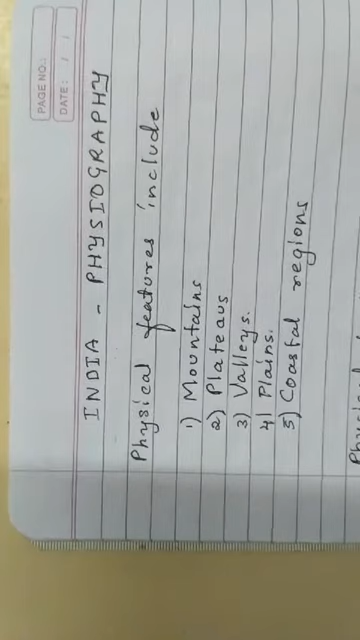 PAGE NO.:
DATE: / /
INDIA - PHYSIOGRAPHY
Physical features include
1) Mountains
2) Plateaus
3) Valleys.
4) Plains.
5) Coastal regions